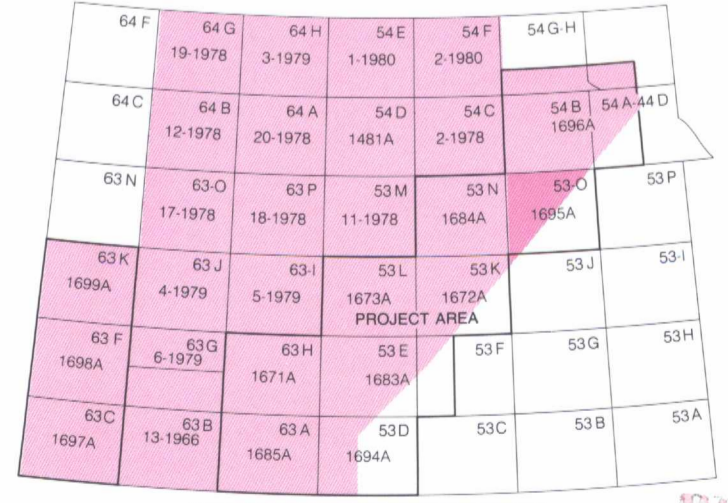 64 F 64 G 64 H 54 E 54 F 54 G-H
19-1978 3-1979 1-1980 2-1980
64 C 64 B 64 A 54 D 54 C 54 B 54 A-44 D
12-1978 20-1978 1481A 2-1978 1696A
63 N 63-O 63 P 53 M 53 N 53-O 53 P
17-1978 18-1978 11-1978 1684A 1695A
63 K 63 J 63-I 53 L 53 K 53 J 53-I
1699A 4-1979 5-1979 1673A 1672A
PROJECT AREA
63 F 63G 63 H 53 E 53 F 53 G 53 H
1698A 6-1979 1671A 1683A
63C 63 B 63 A 53 D 53C 53 B 53 A
1697A 13-1966 1685A 1694A